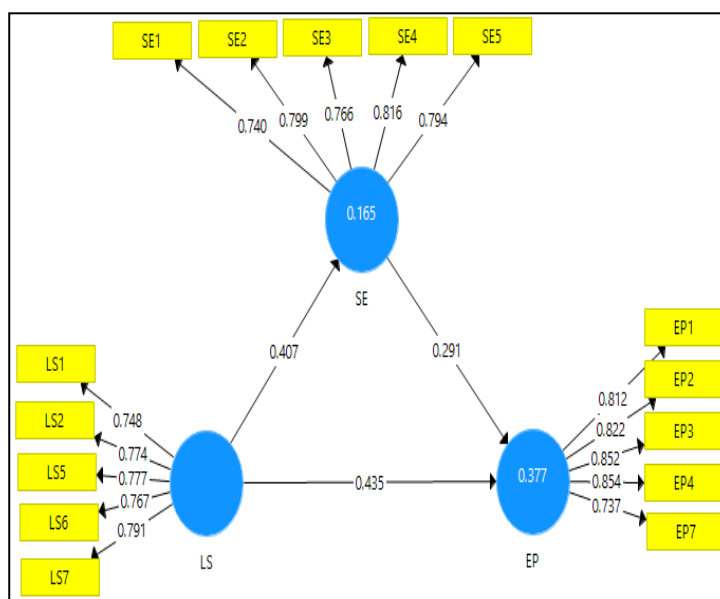 SE1
SE2
SE3
SE4
SE5
0.740
0.799
0.766
0.816
0.794
0.165
SE
0.407
0.291
LS1
LS2
LS5
LS6
LS7
0.748
0.774
0.777
0.767
0.791
LS
0.435
0.377
EP
0.812
0.822
0.852
0.854
0.737
EP1
EP2
EP3
EP4
EP7